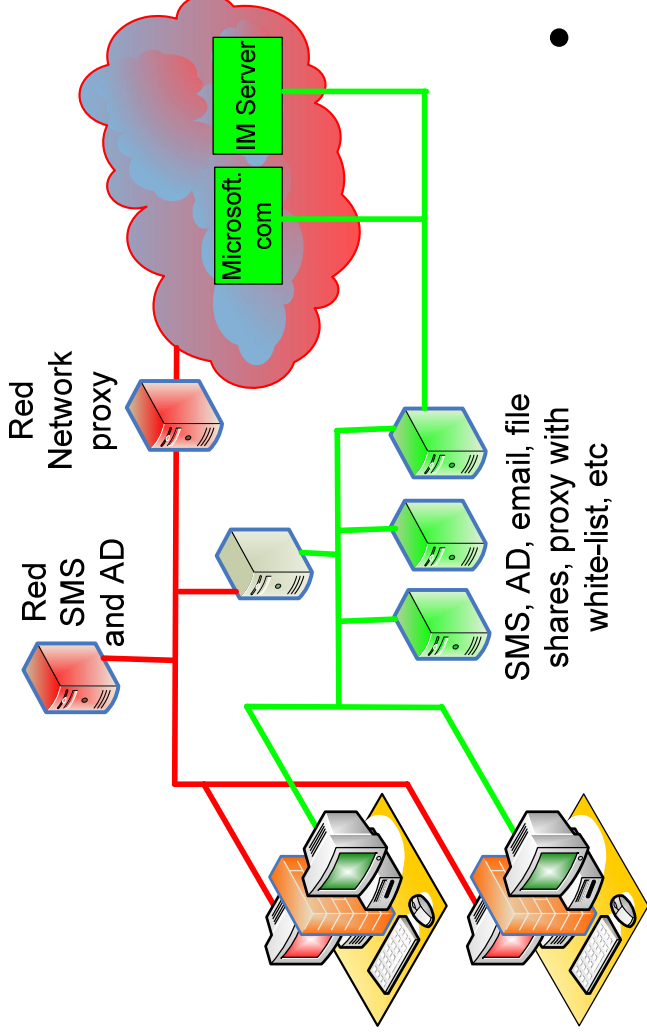 Red
SMS
and AD
Red
Network
proxy
Microsoft.
com
IM Server
SMS, AD, email, file
shares, proxy with
white-list, etc
•